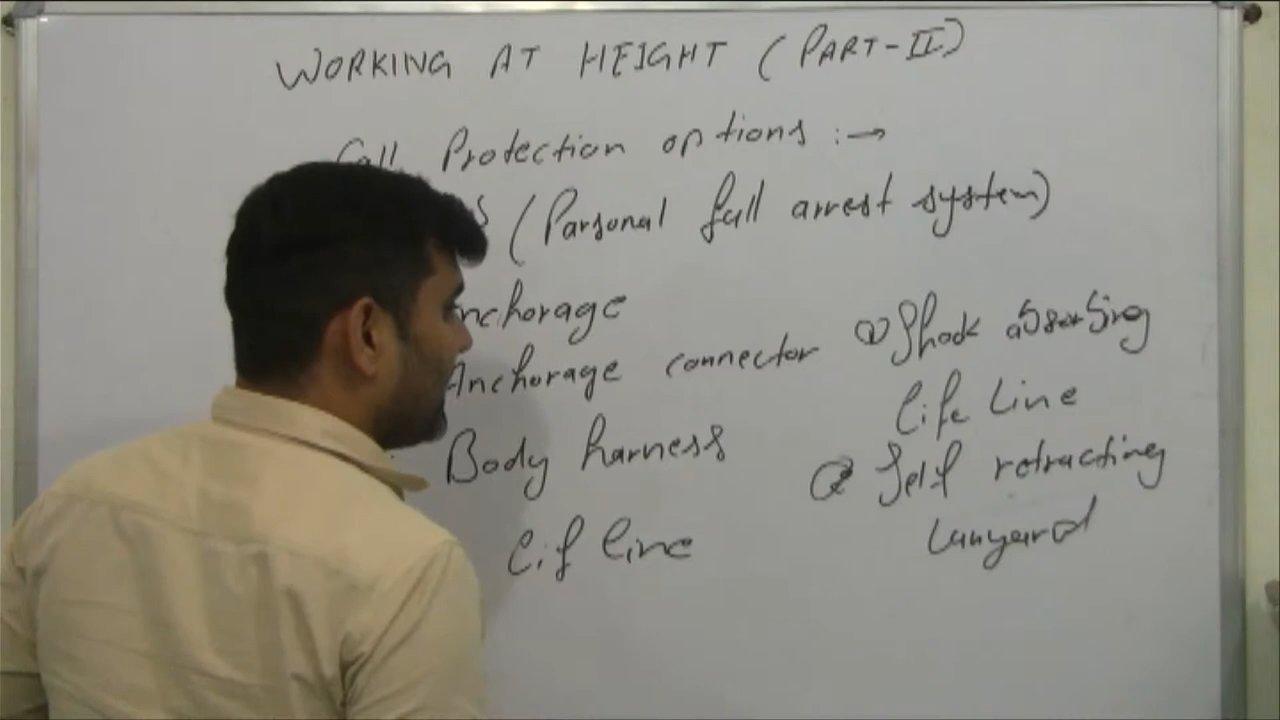 WORKING AT HEIGHT (PART-II)
Protection options :→
(Parsonal fall arrest system)
nchorage
Anchorage connector
Body harness
Lif line
① Shock absorbing
Life Line
② Self retracting
Lanyard